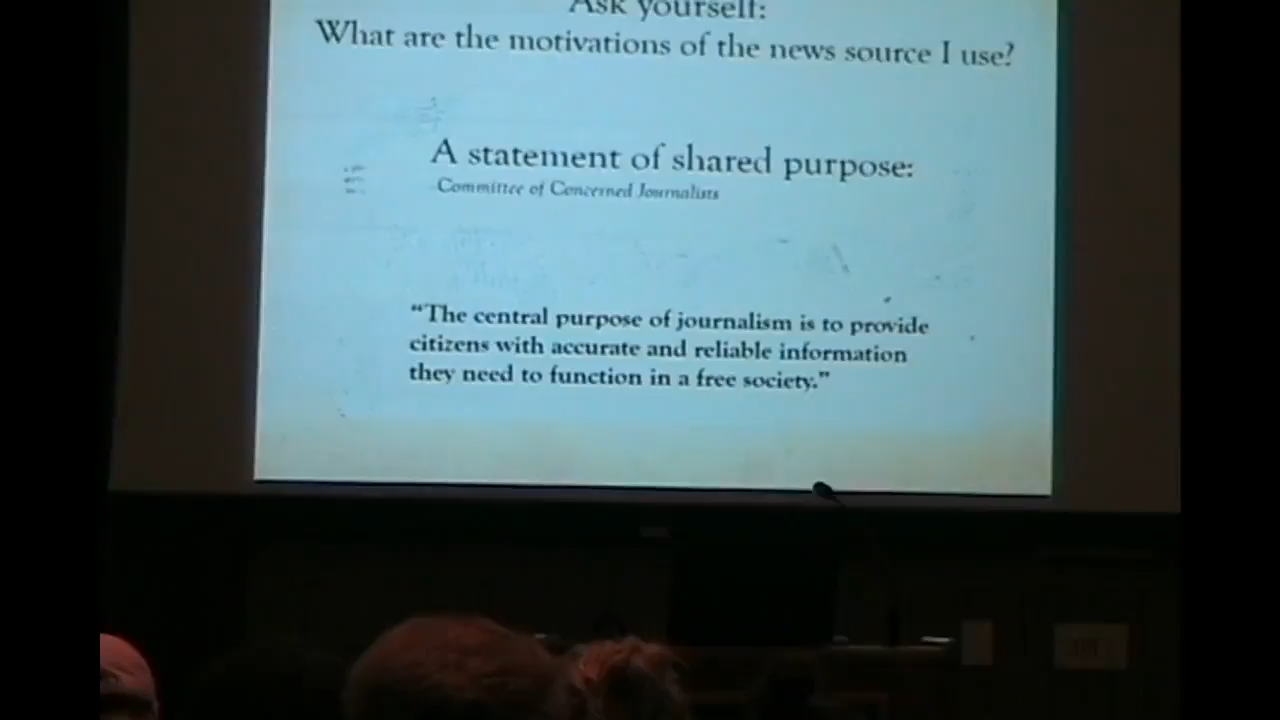 Ask yourself:
What are the motivations of the news source I use?
A statement of shared purpose:
Committee of Concerned Journalists
“The central purpose of journalism is to provide
citizens with accurate and reliable information
they need to function in a free society.”